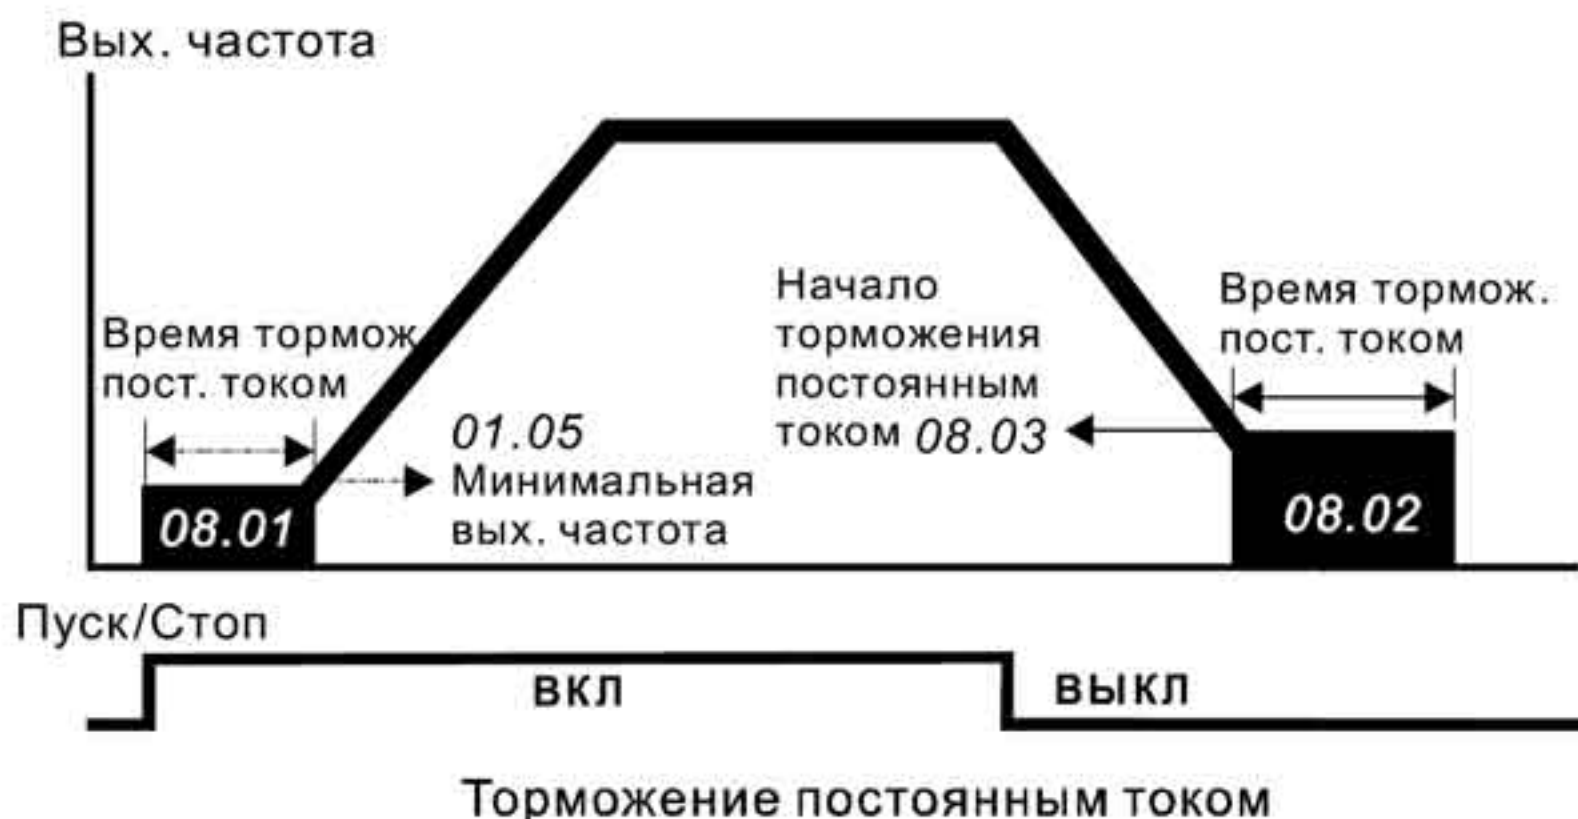 Вых. частота
Время тормож
пост. током
01.05
Минимальная
вых. частота
Начало
торможения
постоянным
током 08.03
Время тормож.
пост. током
08.01
08.02
Пуск/Стоп
ВКЛ
ВЫКЛ
Торможение постоянным током